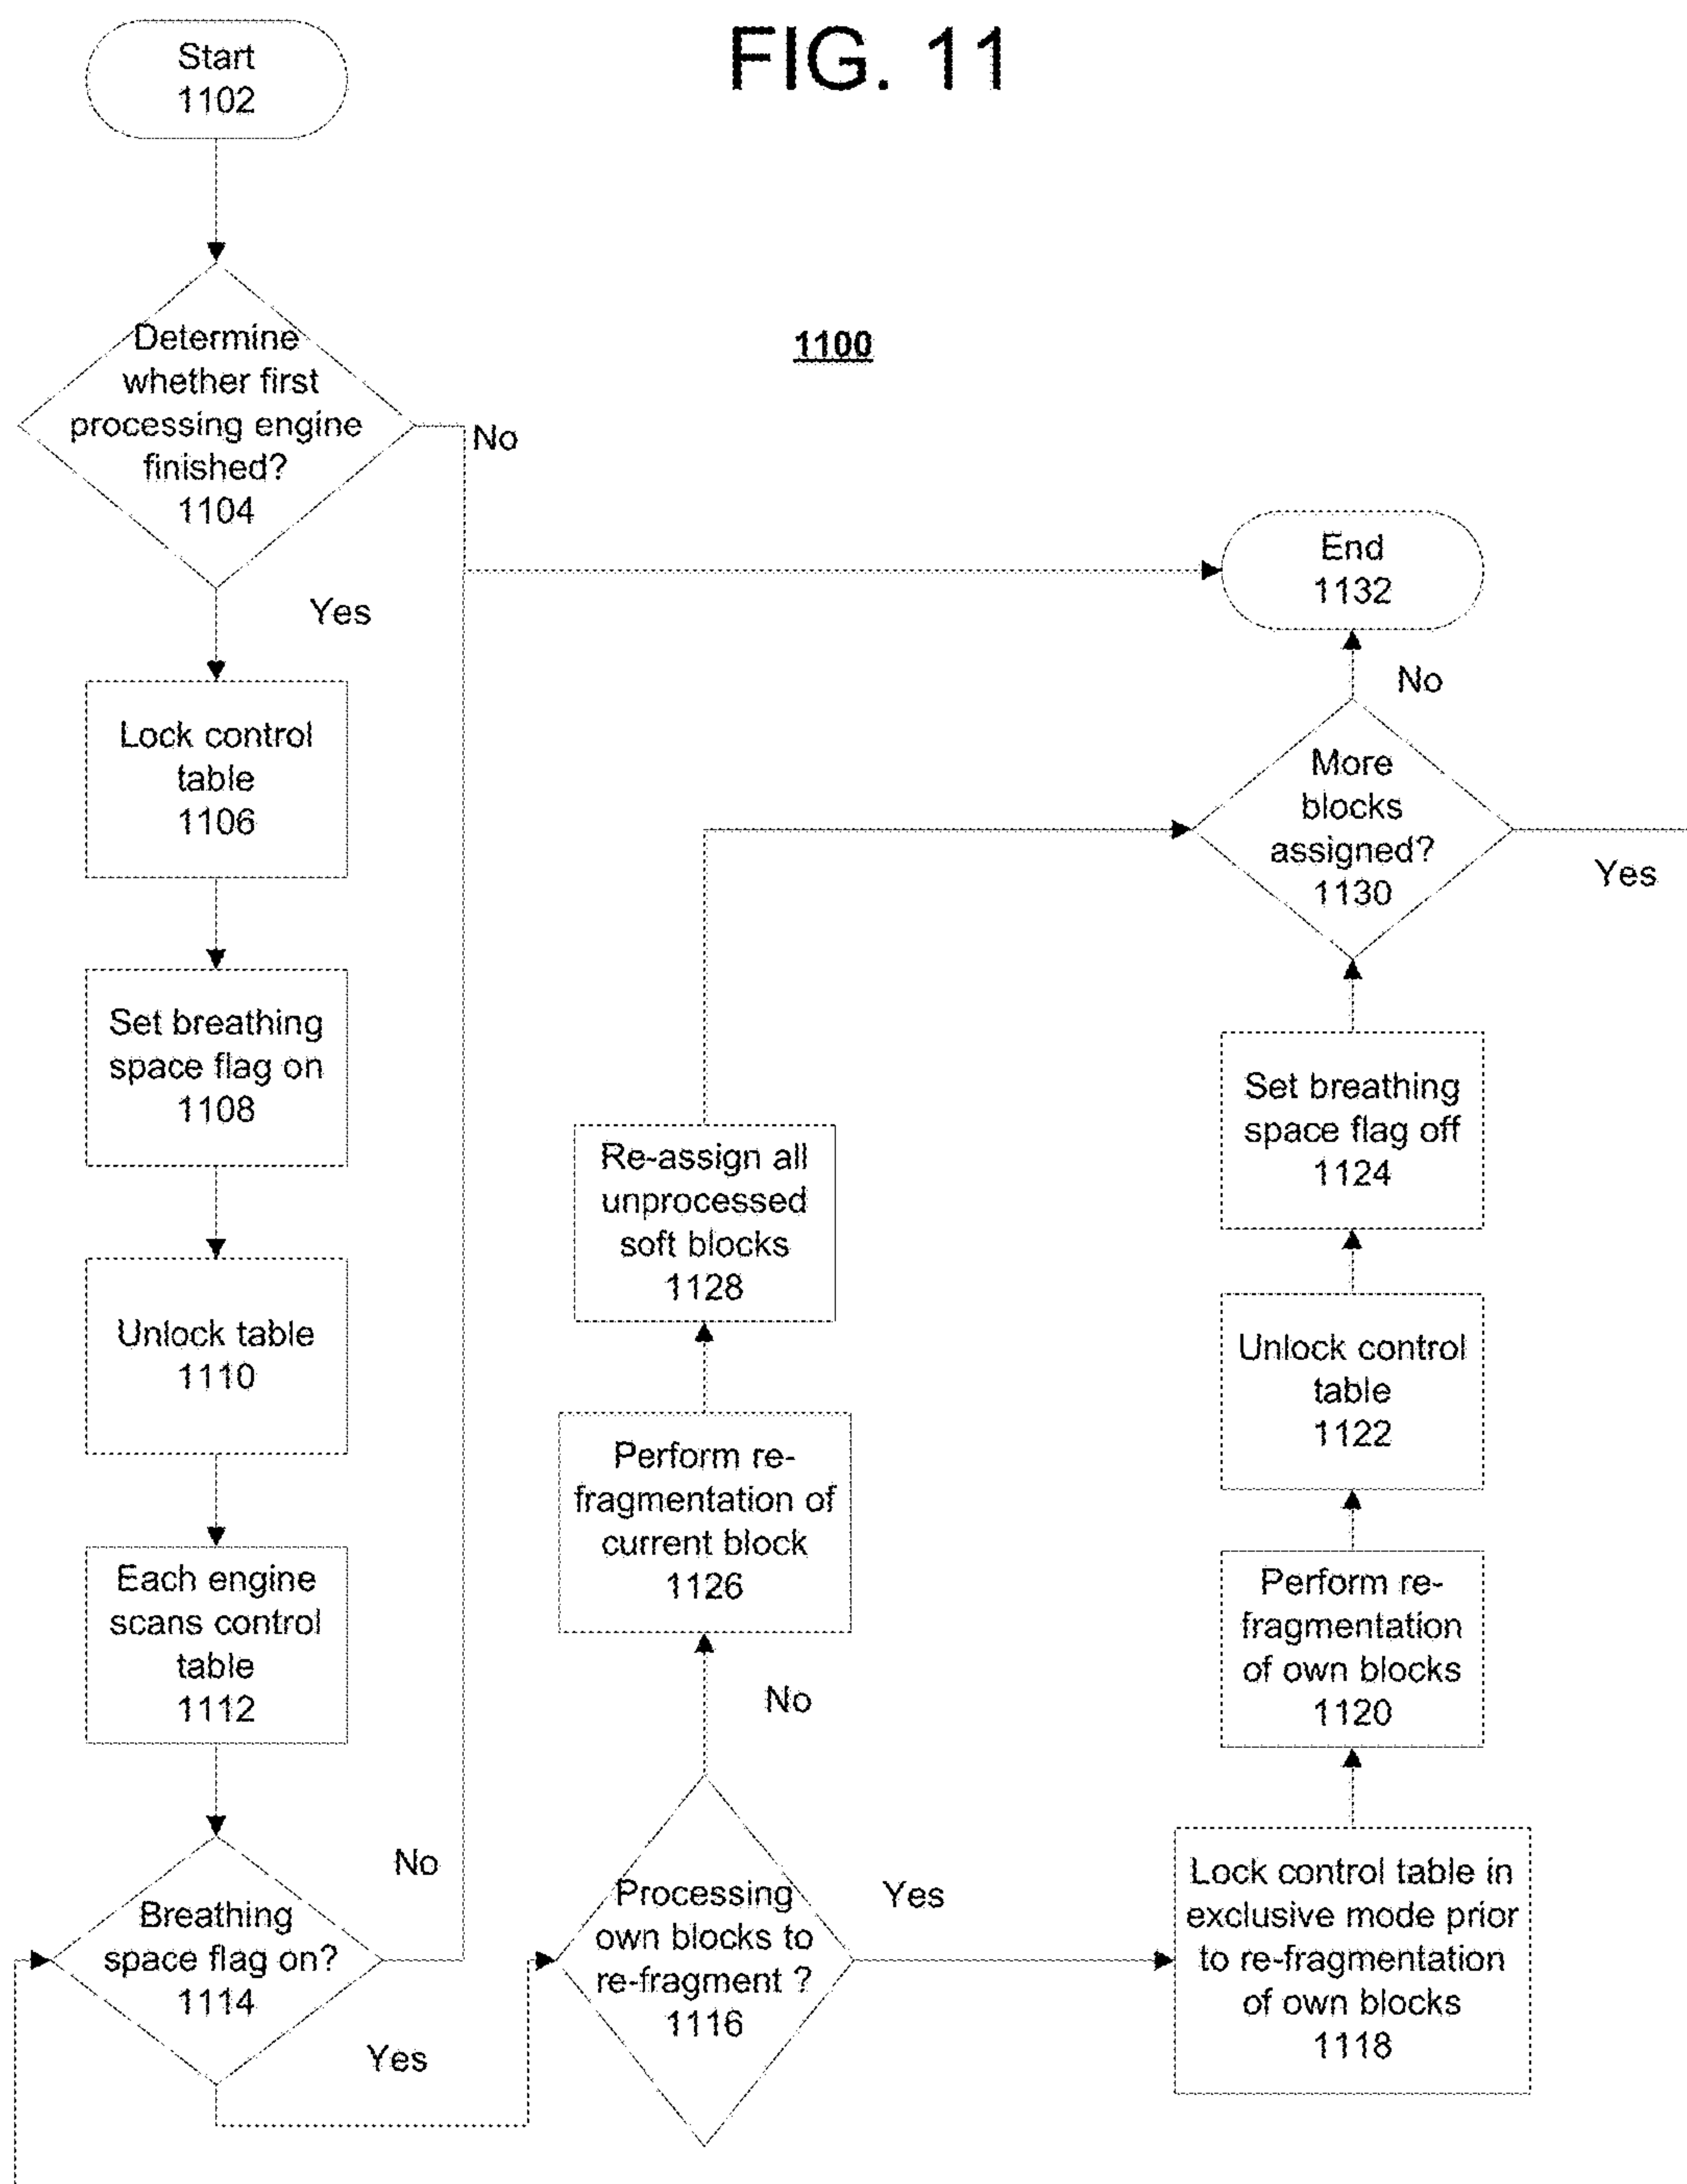 FIG. 11
Start
1102
Determine
whether first
processing engine
finished?
1104
No
Yes
1100
End
1132
No
Lock control
table
1106
More
blocks
assigned?
1130
Yes
Set breathing
space flag on
1108
Set breathing
space flag off
1124
Re-assign all
unprocessed
soft blocks
1128
Unlock table
1110
Unlock control
table
1122
Perform re-
fragmentation of
current block
1126
Each engine
scans control
table
1112
Perform re-
fragmentation
of own blocks
1120
No
No
Breathing
space flag on?
1114
Yes
Processing
own blocks to
re-fragment ?
1116
Yes
Lock control table in
exclusive mode prior
to re-fragmentation
of own blocks
1118